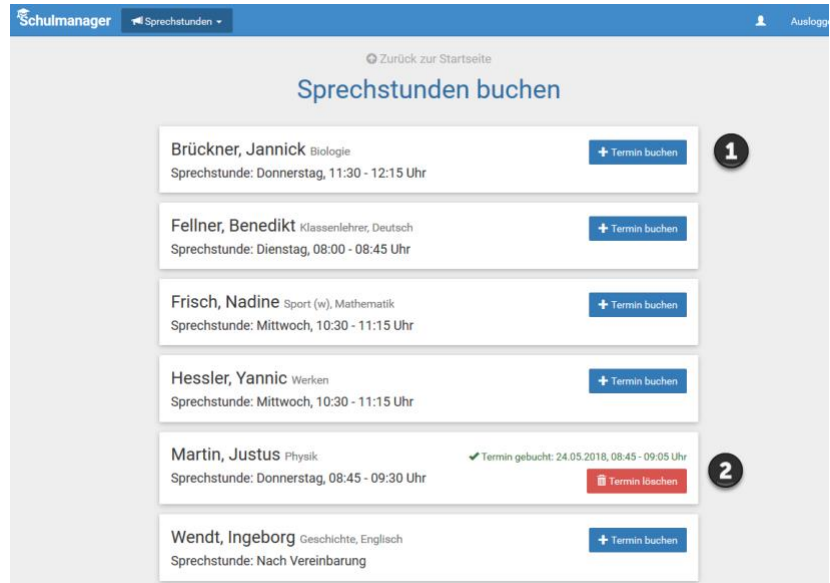 Schulmanager Sprechstunden Auslogge
Zurück zur Startseite
Sprechstunden buchen
Brückner, Jannick Biologie
Termin buchen
1
Sprechstunde: Donnerstag, 11:30 - 12:15 Uhr
Fellner, Benedikt Klassenlehrer, Deutsch
Termin buchen
Sprechstunde: Dienstag, 08:00 - 08:45 Uhr
Frisch, Nadine Sport (w), Mathematik
Termin buchen
Sprechstunde: Mittwoch, 10:30 - 11:15 Uhr
Hessler, Yannic Werken
Termin buchen
Sprechstunde: Mittwoch, 10:30 - 11:15 Uhr
Martin, Justus Physik
Termin gebucht: 24.05.2018, 08:45 - 09:05 Uhr
2
Sprechstunde: Donnerstag, 08:45 - 09:30 Uhr
Termin löschen
Wendt, Ingeborg Geschichte, Englisch
Termin buchen
Sprechstunde: Nach Vereinbarung